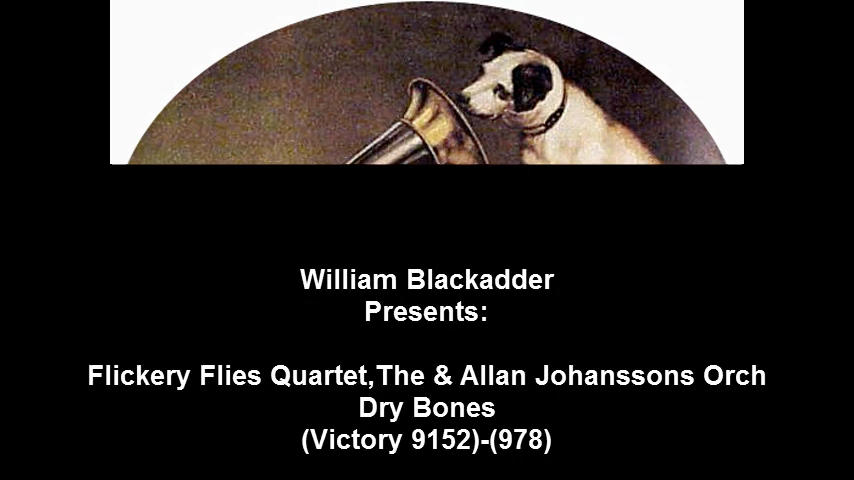 William Blackadder
Presents:
Flickery Flies Quartet,The & Allan Johanssons Orch
Dry Bones
(Victory 9152)-(978)